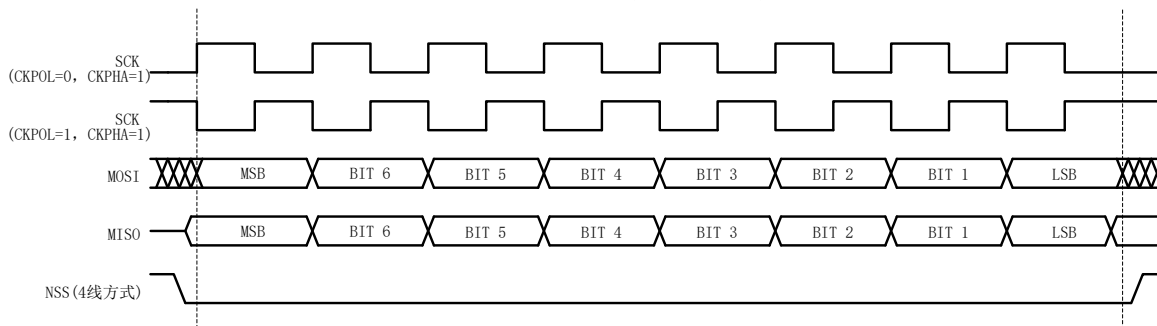 SCK
(CKPOL=0, CKPHA=1)
SCK
(CKPOL=1, CKPHA=1)
MOSI MSB BIT 6 BIT 5 BIT 4 BIT 3 BIT 2 BIT 1 LSB
MISO MSB BIT 6 BIT 5 BIT 4 BIT 3 BIT 2 BIT 1 LSB
NSS(4线方式)